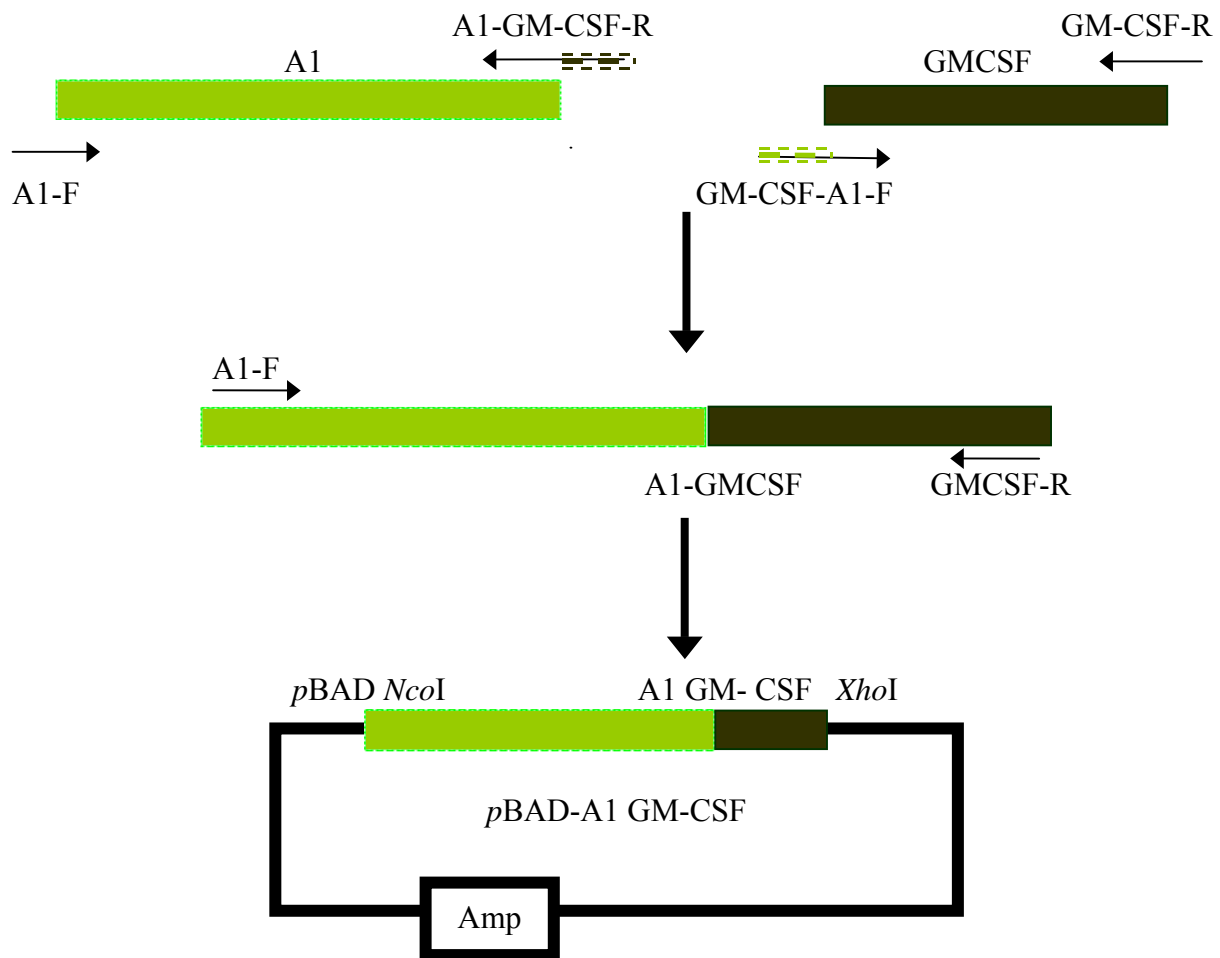 A1-GM-CSF-R
GM-CSF-R
A1
GMCSF
A1-F
GM-CSF-A1-F
A1-F
A1-GMCSF
GMCSF-R
pBAD NcoI
A1 GM- CSF
XhoI
pBAD-A1 GM-CSF
Amp